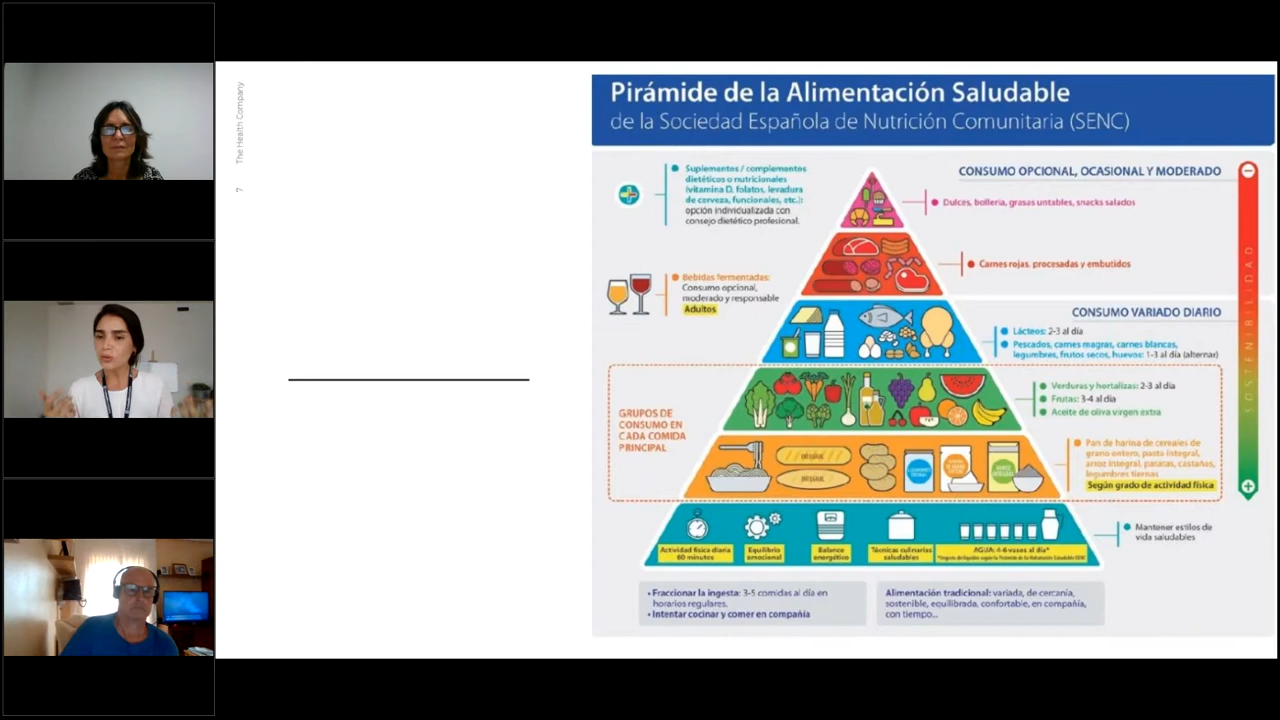 The Health Company
7
Pirámide de la Alimentación Saludable
de la Sociedad Española de Nutrición Comunitaria (SENC)
Suplementos / complementos
dietéticos o nutricionales
(vitamina D, folatos, levadura
de cerveza, funcionales, etc.):
opción individualizada con
consejo dietético profesional.
CONSUMO OPCIONAL, OCASIONAL Y MODERADO
Dulces, bollería, grasas untables, snacks salados
Carnes rojas, procesadas y embutidos
Bebidas fermentadas:
Consumo opcional,
moderado y responsable
Adultos
CONSUMO VARIADO DIARIO
Lácteos: 2-3 al día
Pescados, carnes magras, carnes blancas,
legumbres, frutos secos, huevos: 1-3 al día (alternar)
SOSTENIBILIDAD
GRUPOS DE
CONSUMO EN
CADA COMIDA
PRINCIPAL
Verduras y hortalizas: 2-3 al día
Frutas: 3-4 al día
Aceite de oliva virgen extra
Pan de harina de cereales de
grano entero, pasta integral,
arroz integral, patatas, castañas,
legumbres tiernas
Según grado de actividad física
INTEGRAL
INTEGRAL
Mantener estilos de
vida saludables
Actividad física diaria
60 minutos
Equilibrio
emocional
Balance
energético
Técnicas culinarias
saludables
AGUA: 4-6 vasos al día*
• Fraccionar la ingesta: 3-5 comidas al día en
horarios regulares.
• Intentar cocinar y comer en compañía
Alimentación tradicional: variada, de cercanía,
sostenible, equilibrada, confortable, en compañía,
con tiempo...